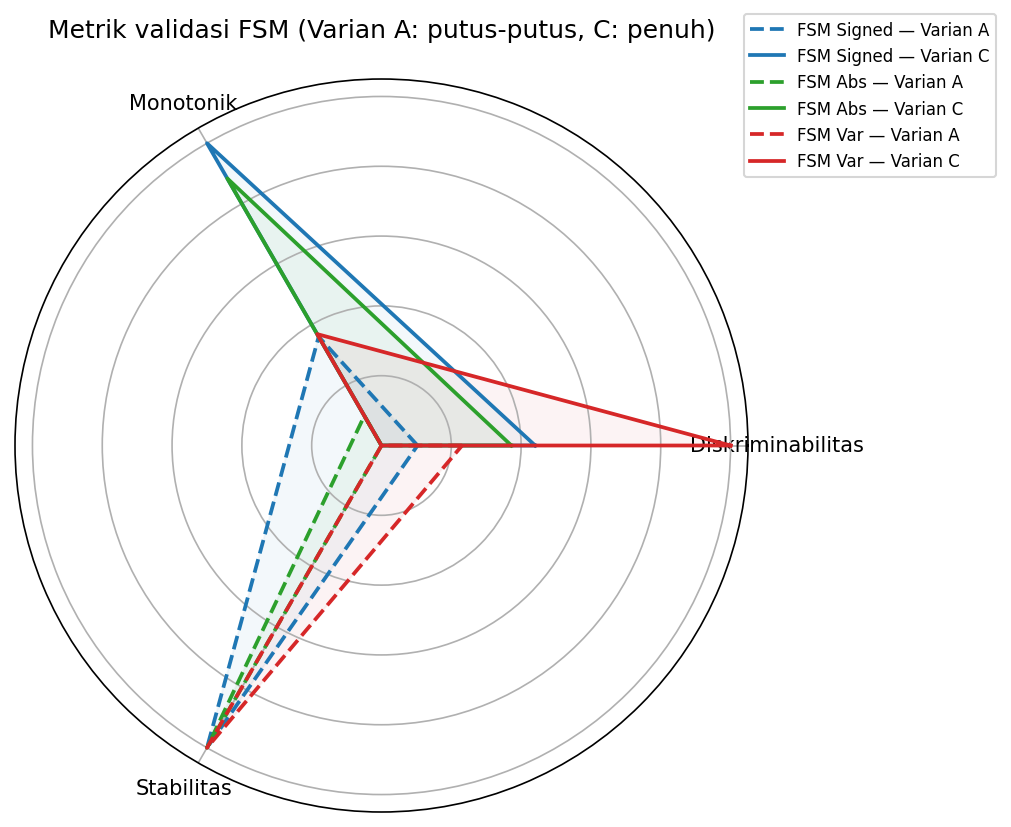 Metrik validasi FSM (Varian A: putus-putus, C: penuh)
FSM Signed — Varian A
FSM Signed — Varian C
FSM Abs — Varian A
FSM Abs — Varian C
FSM Var — Varian A
FSM Var — Varian C
Monotonik
Diskriminabilitas
Stabilitas